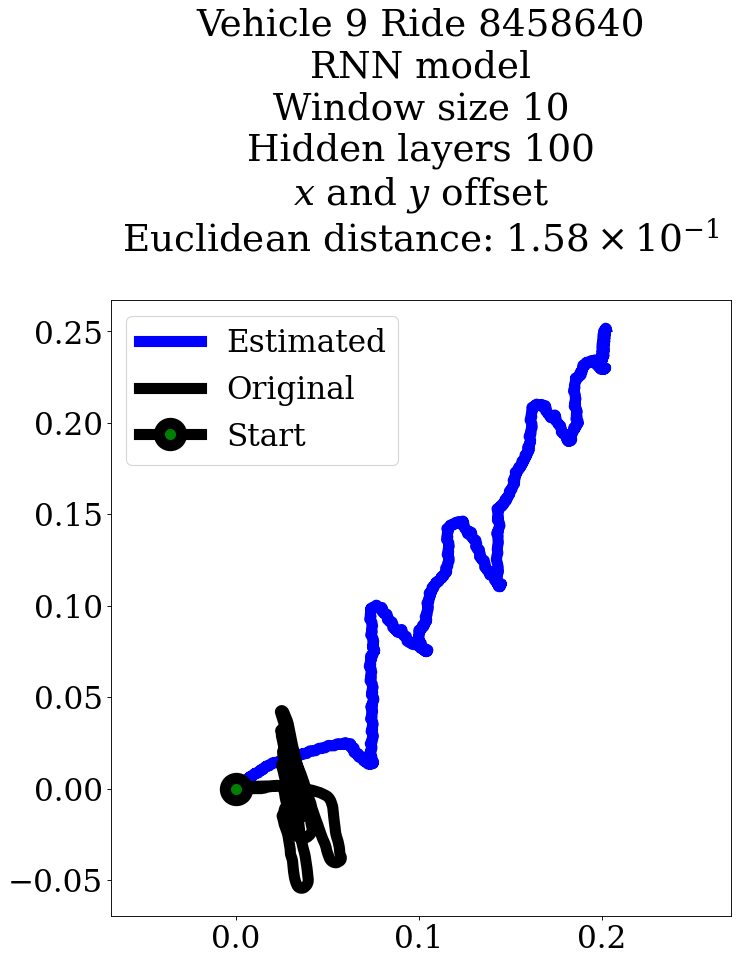 Vehicle 9 Ride 8458640
RNN model
Window size 10
Hidden layers 100
x and y offset
Euclidean distance: 1.58 × 10⁻¹
Estimated
Original
Start
0.25
0.20
0.15
0.10
0.05
0.00
−0.05
0.0 0.1 0.2